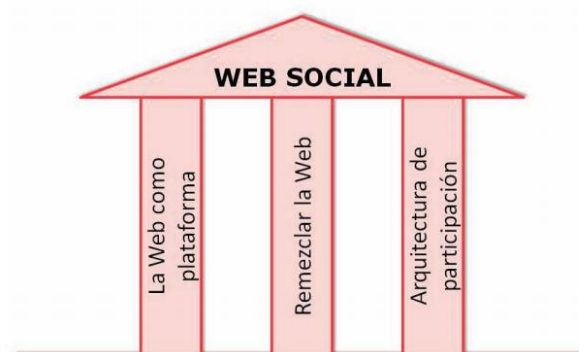 WEB SOCIAL
La Web como
plataforma
Remezclar la Web
Arquitectura de
participación